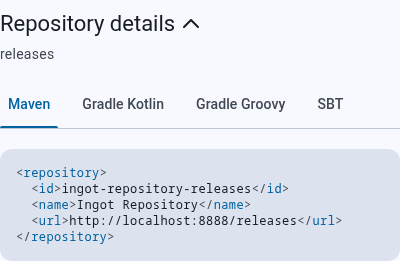 Repository details
releases
Maven Gradle Kotlin Gradle Groovy SBT
<repository>
  <id>ingot-repository-releases</id>
  <name>Ingot Repository</name>
  <url>http://localhost:8888/releases</url>
</repository>